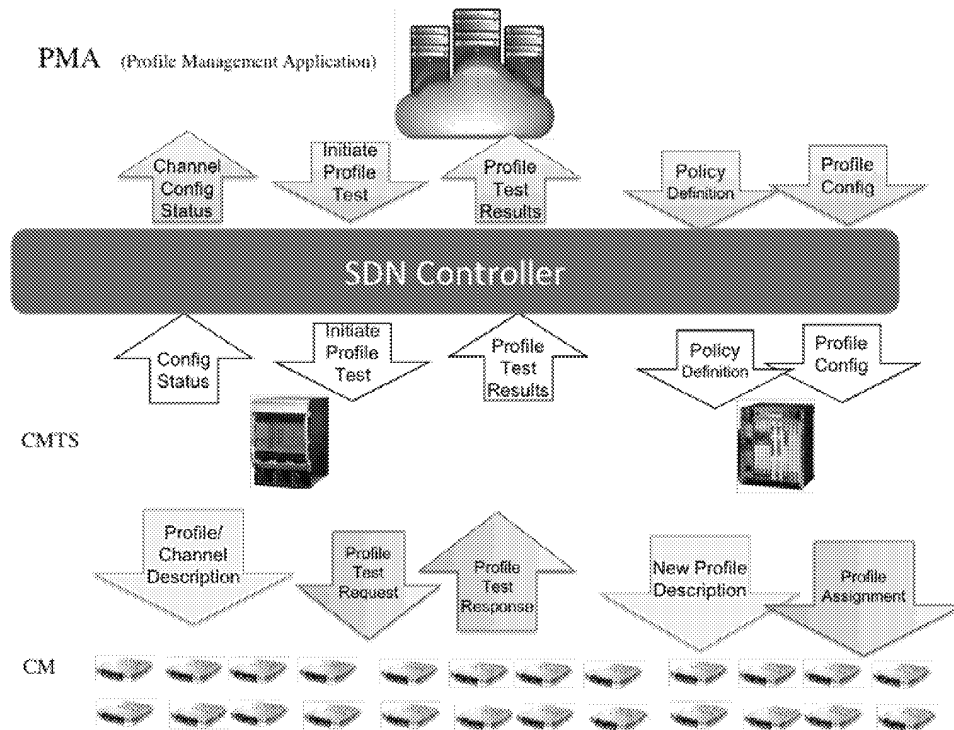 PMA (Profile Management Application)
Channel
Config
Status
Initiate
Profile
Test
Profile
Test
Results
Policy
Definition
Profile
Config
SDN Controller
Config
Status
Initiate
Profile
Test
Profile
Test
Results
Policy
Definition
Profile
Config
CMTS
Profile/
Channel
Description
Profile
Test
Request
Profile
Test
Response
New Profile
Description
Profile
Assignment
CM